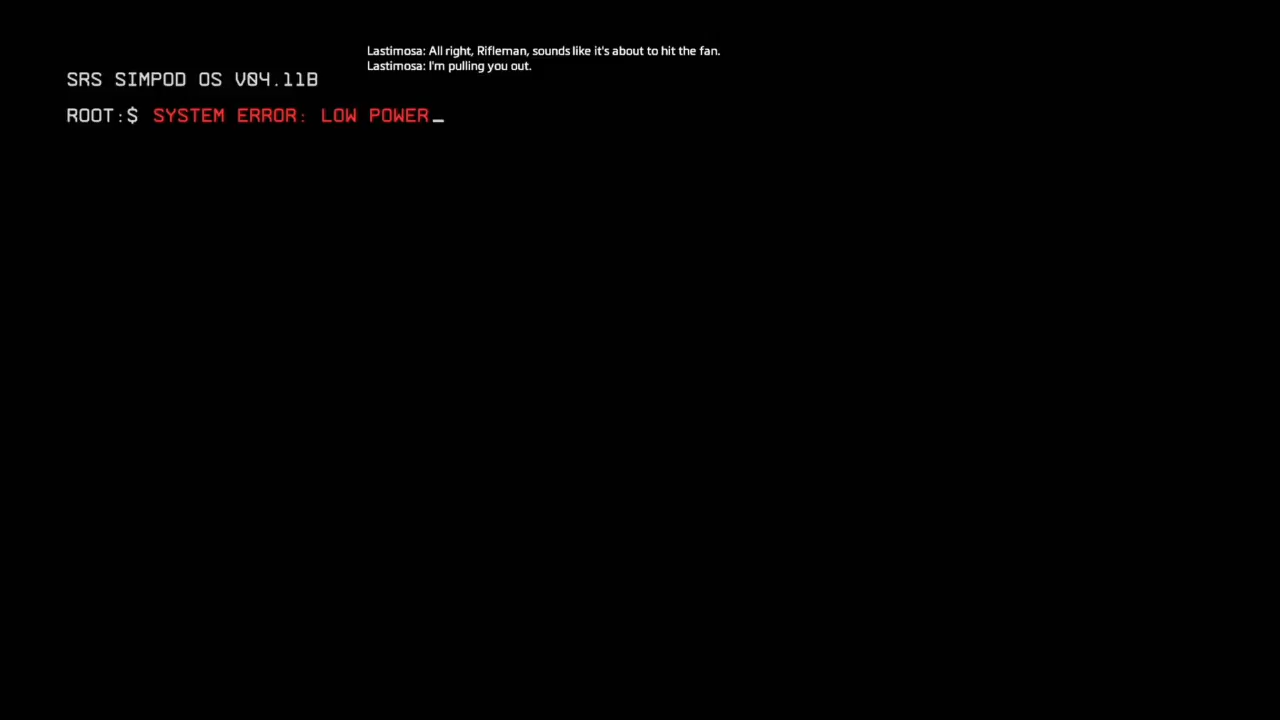 Lastimosa: All right, Rifleman, sounds like it's about to hit the fan.
Lastimosa: I'm pulling you out.
SRS SIMPOD OS V04.11B
ROOT:$ SYSTEM ERROR: LOW POWER_